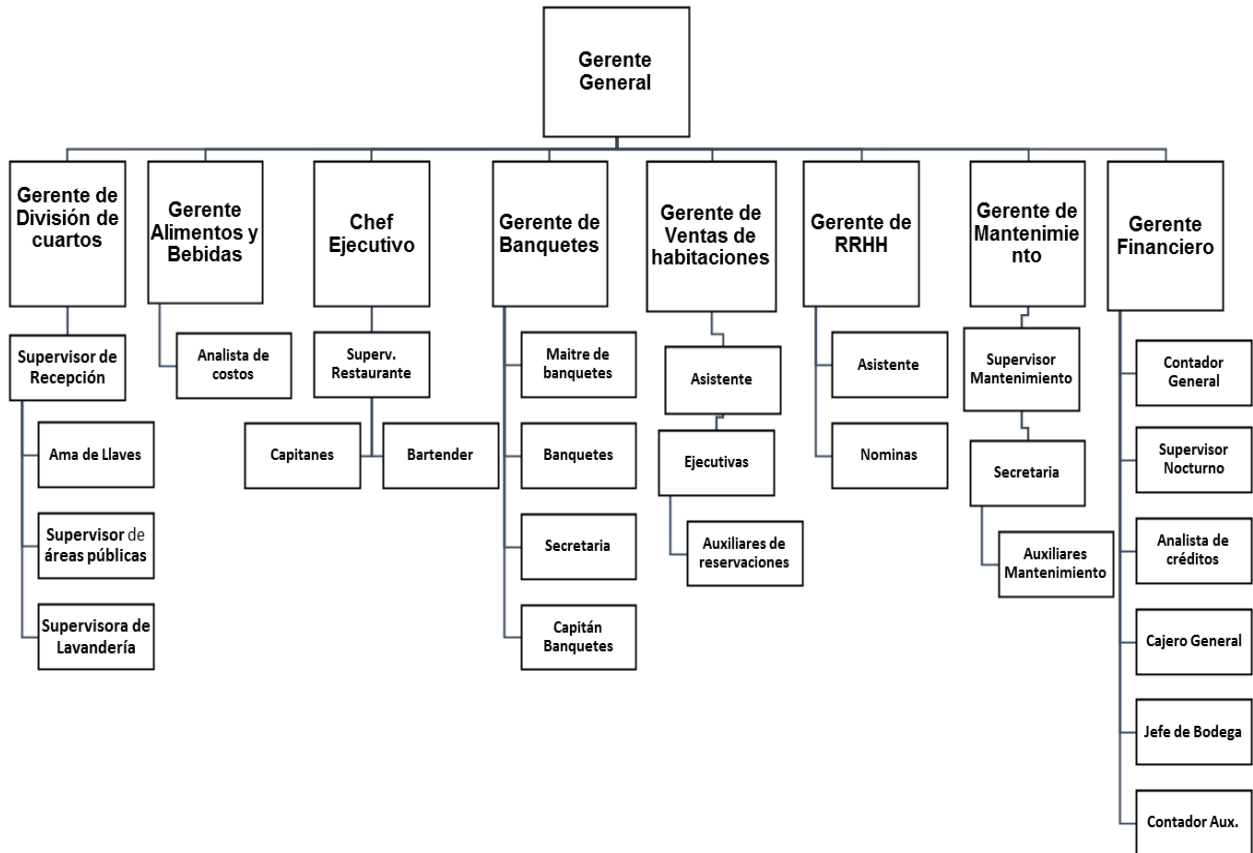 Gerente
General
Gerente de
División de
cuartos
Gerente
Alimentos y
Bebidas
Chef
Ejecutivo
Gerente de
Banquetes
Gerente de
Ventas de
habitaciones
Gerente de
RRHH
Gerente de
Mantenimie
nto
Gerente
Financiero
Supervisor de
Recepción
Ama de Llaves
Supervisor de
áreas públicas
Supervisora de
Lavandería
Analista de
costos
Superv.
Restaurante
Capitanes
Bartender
Maitre de
banquetes
Banquetes
Secretaria
Capitán
Banquetes
Asistente
Ejecutivas
Auxiliares de
reservaciones
Asistente
Nominas
Supervisor
Mantenimiento
Secretaria
Auxiliares
Mantenimiento
Contador
General
Supervisor
Nocturno
Analista de
créditos
Cajero General
Jefe de Bodega
Contador Aux.